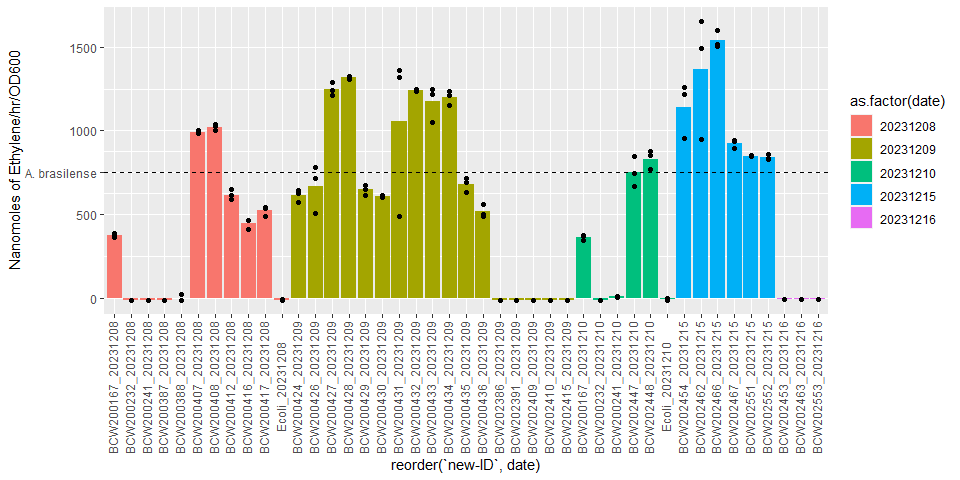 Nanomoles of Ethylene/hr/OD600
1500
1000
A. brasilense
500
0
BCW200167_20231208
BCW200232_20231208
BCW200241_20231208
BCW200387_20231208
BCW200388_20231208
BCW200407_20231208
BCW200408_20231208
BCW200412_20231208
BCW200416_20231208
BCW200417_20231208
Ecoli_20231208
BCW200424_20231209
BCW200426_20231209
BCW200427_20231209
BCW200428_20231209
BCW200429_20231209
BCW200430_20231209
BCW200431_20231209
BCW200432_20231209
BCW200433_20231209
BCW200434_20231209
BCW200435_20231209
BCW200436_20231209
BCW200239_20231209
BCW202391_20231209
BCW202400_20231209
BCW202410_20231209
BCW202415_20231209
BCW200167_20231210
BCW200232_20231210
BCW200241_20231210
BCW202447_20231210
BCW202448_20231210
Ecoli_20231210
BCW202454_20231215
BCW202462_20231215
BCW202466_20231215
BCW202467_20231215
BCW202551_20231215
BCW202552_20231215
BCW202453_20231216
BCW202463_20231216
BCW202553_20231216
reorder(`new-ID`, date)
as.factor(date)
20231208
20231209
20231210
20231215
20231216